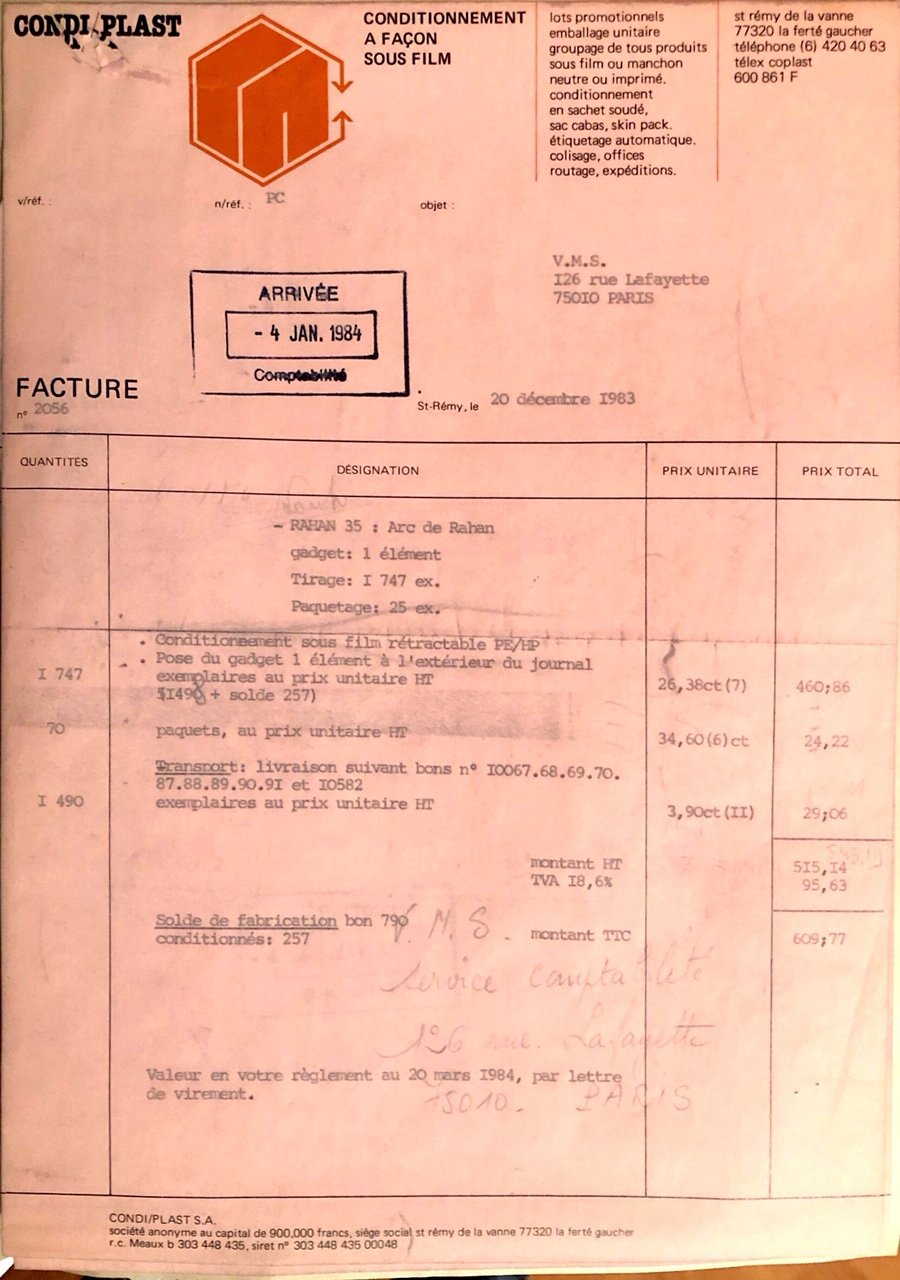 CONDI/PLAST
CONDITIONNEMENT
A FAÇON
SOUS FILM
lots promotionnels
emballage unitaire
groupage de tous produits
sous film ou manchon
neutre ou imprimé.
conditionnement
en sachet soudé,
sac cabas, skin pack.
étiquetage automatique.
colisage, offices
routage, expéditions.
st rémy de la vanne
77320 la ferté gaucher
téléphone (6) 420 40 63
télex coplast
600 861 F
v/réf. :
n/réf. : PC
objet :
V.M.S.
I26 rue Lafayette
75OIO PARIS
ARRIVÉE
- 4 JAN. 1984
Comptabilité
FACTURE
n° 2056
St-Rémy, le 20 décembre I983
QUANTITÉS DÉSIGNATION PRIX UNITAIRE PRIX TOTAL
- RAHAN 35 : Arc de Rahan
gadget: 1 élément
Tirage: I 747 ex.
Paquetage: 25 ex.
. Conditionnement sous film rétractable PE/HP
. Pose du gadget 1 élément à l'extérieur du journal
I 747 exemplaires au prix unitaire HT 26,38ct(7) 460;86
(I498 + solde 257)
70 paquets, au prix unitaire HT 34,60(6)ct 24,22
Transport: livraison suivant bons n° I0067.68.69.70.
87.88.89.90.9I et I0582
I 490 exemplaires au prix unitaire HT 3,90ct(II) 29;06
montant HT 5I5,I4
TVA I8,6% 95,63
Solde de fabrication bon 790
conditionnés: 257 montant TTC 609;77
V. M. S.
Service Comptabilité
126 rue. Lafayette
Valeur en votre règlement au 20 mars I984, par lettre
de virement.
75010. PARIS
CONDI/PLAST S.A.
société anonyme au capital de 900.000 francs, siège social st rémy de la vanne 77320 la ferté gaucher
r.c. Meaux b 303 448 435, siret n° 303 448 435 00048